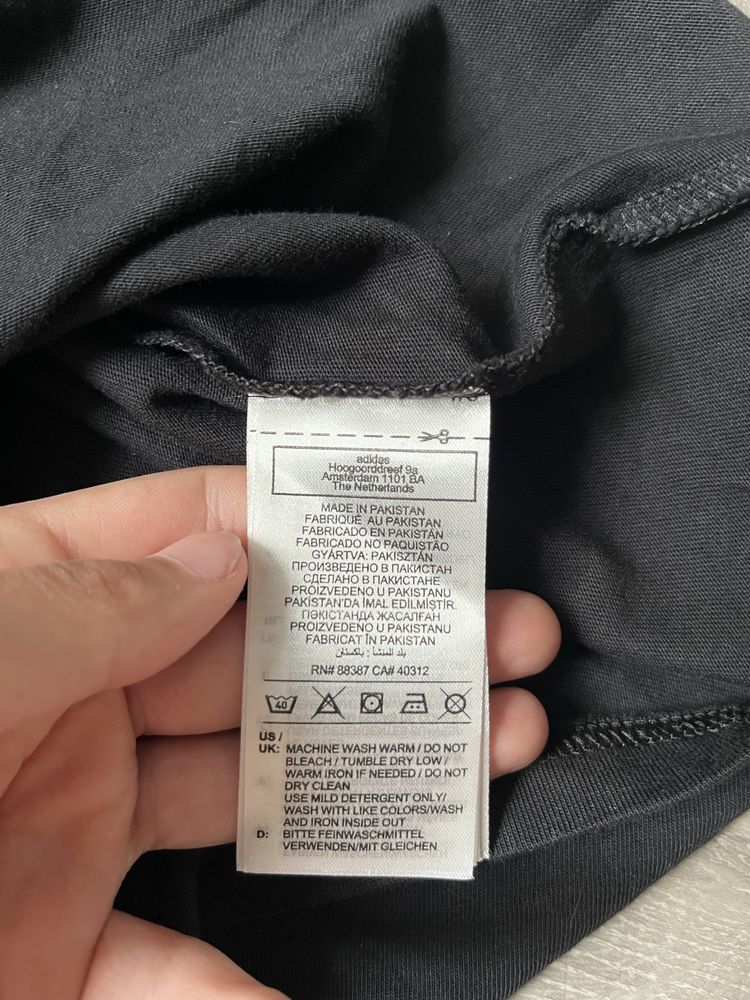 adidas
Hoogoorddreef 9a
Amsterdam 1101 BA
The Netherlands
MADE IN PAKISTAN
FABRIQUÉ AU PAKISTAN
FABRICADO EN PAKISTÁN
FABRICADO NO PAQUISTÃO
GYÁRTVA: PAKISZTÁN
ПРОИЗВЕДЕНО В ПАКИСТАН
СДЕЛАНО В ПАКИСТАНЕ
PROIZVEDENO U PAKISTANU
PAKİSTAN'DA İMAL EDİLMİŞTİR.
ПӘКІСТАНДА ЖАСАЛҒАН
PROIZVEDENO U PAKISTANU
FABRICAT ÎN PAKISTAN
بلد المنشأ : باكستان
RN# 88387 CA# 40312
40
US /
UK: MACHINE WASH WARM / DO NOT
BLEACH / TUMBLE DRY LOW /
WARM IRON IF NEEDED / DO NOT
DRY CLEAN
USE MILD DETERGENT ONLY/
WASH WITH LIKE COLORS/WASH
AND IRON INSIDE OUT
D: BITTE FEINWASCHMITTEL
VERWENDEN/MIT GLEICHEN